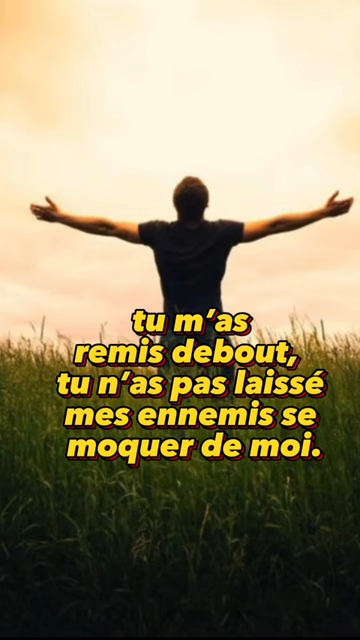 tu m'as
remis debout,
tu n'as pas laissé
mes ennemis se
moquer de moi.